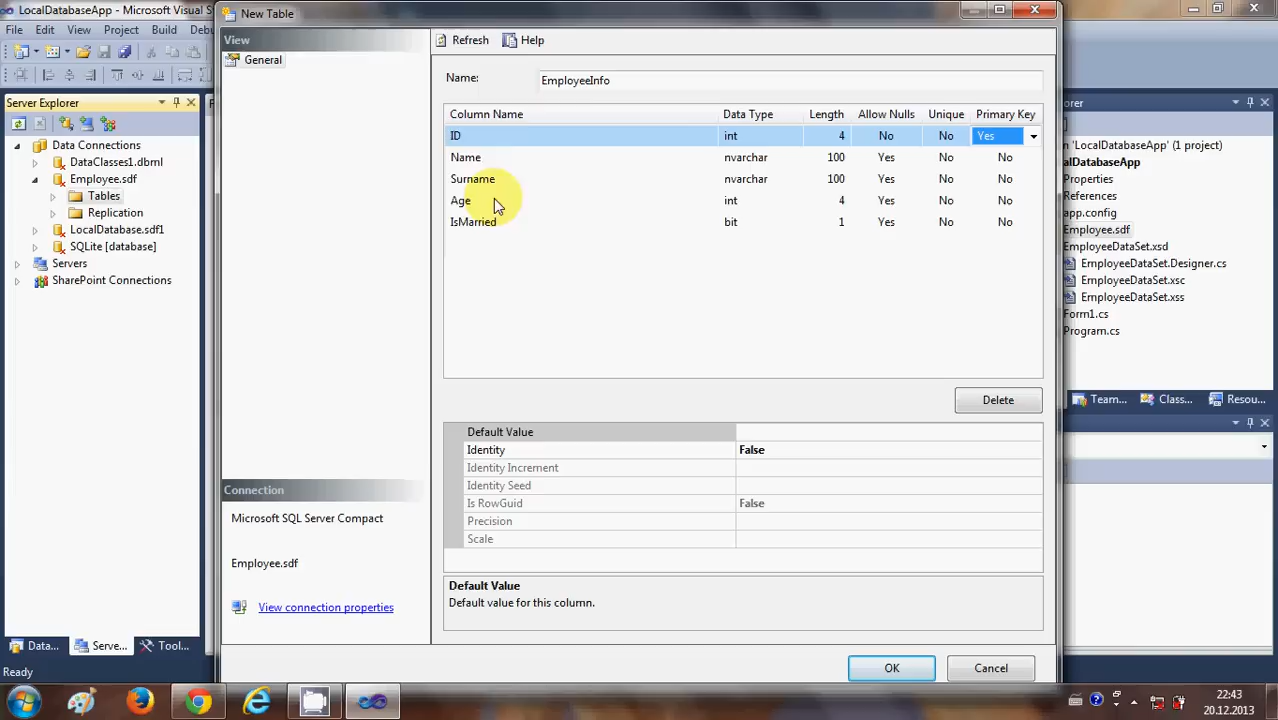 LocalDatabaseApp - Microsoft Visual S
New Table
File Edit View Project Build
View
General
Refresh Help
Name: EmployeeInfo
Column Name Data Type Length Allow Nulls Unique Primary Key
ID int 4 No No Yes
Name nvarchar 100 Yes No No
Surname nvarchar 100 Yes No No
Age int 4 Yes No No
IsMarried bit 1 Yes No No
Delete
Default Value
Identity False
Identity Increment
Identity Seed
Is RowGuid False
Precision
Scale
Default Value
Default value for this column.
OK Cancel
Connection
Microsoft SQL Server Compact
Employee.sdf
View connection properties
Server Explorer
Data Connections
DataClasses1.dbml
Employee.sdf
Tables
Replication
LocalDatabase.sdf1
SQLite [database]
Servers
SharePoint Connections
Data... Serve... Tool...
Ready
orer
n 'LocalDatabaseApp' (1 project)
alDatabaseApp
Properties
References
app.config
Employee.sdf
EmployeeDataSet.xsd
EmployeeDataSet.Designer.cs
EmployeeDataSet.xsc
EmployeeDataSet.xss
Form1.cs
Program.cs
Team... Class... Resou...
22:43
20.12.2013